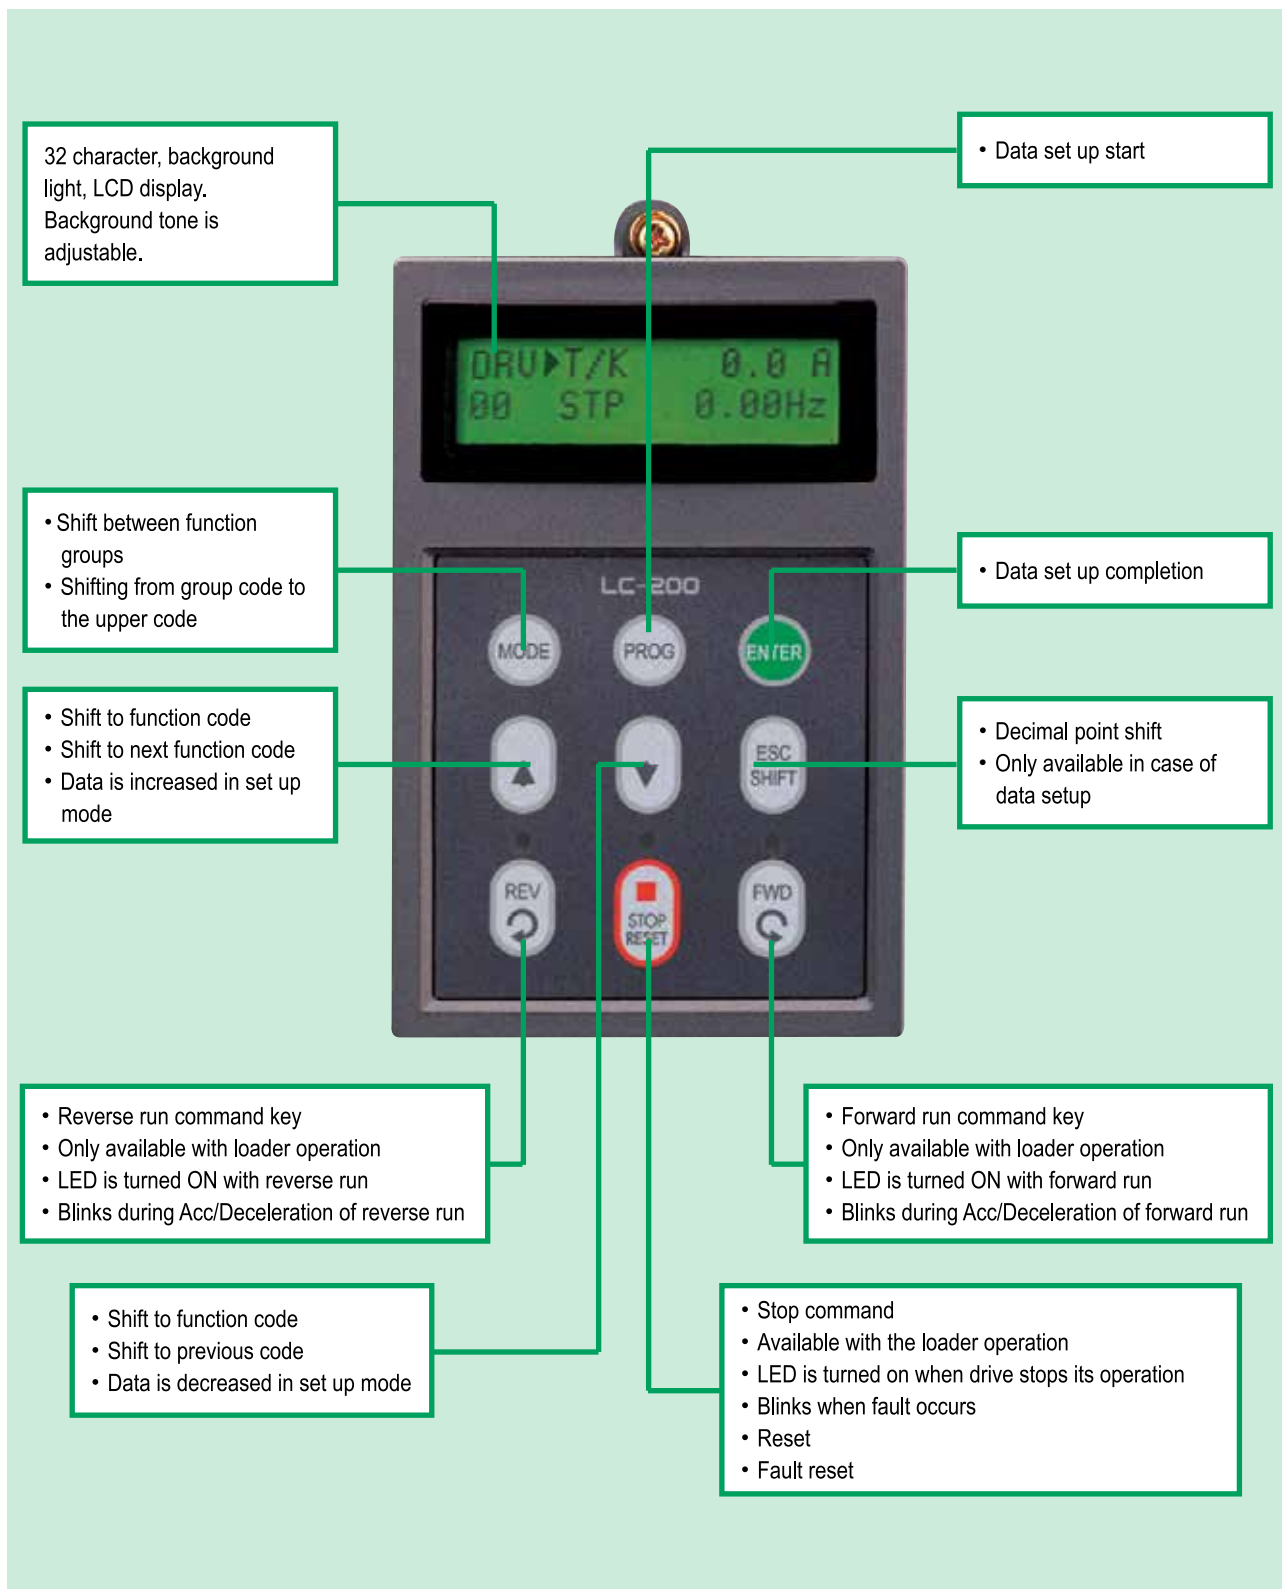 32 character, background
light, LCD display.
Background tone is
adjustable.
• Data set up start
DRV▶T/K 0.0 A
00 STP 0.00Hz
• Shift between function
groups
• Shifting from group code to
the upper code
• Data set up completion
LC-200
MODE
PROG
ENTER
• Shift to function code
• Shift to next function code
• Data is increased in set up
mode
ESC
SHIFT
• Decimal point shift
• Only available in case of
data setup
REV
STOP
RESET
FWD
• Reverse run command key
• Only available with loader operation
• LED is turned ON with reverse run
• Blinks during Acc/Deceleration of reverse run
• Forward run command key
• Only available with loader operation
• LED is turned ON with forward run
• Blinks during Acc/Deceleration of forward run
• Shift to function code
• Shift to previous code
• Data is decreased in set up mode
• Stop command
• Available with the loader operation
• LED is turned on when drive stops its operation
• Blinks when fault occurs
• Reset
• Fault reset